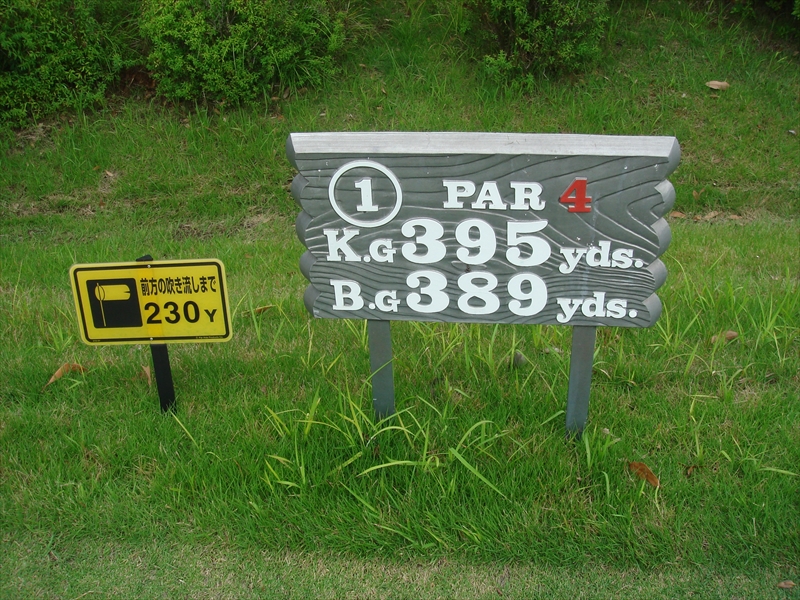 ① PAR 4
K.G 395 yds.
B.G 389 yds.
前方の吹き流しまで
230Y